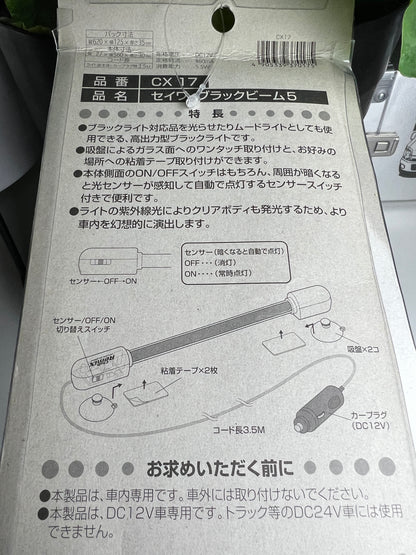 パック寸法
CX17
DC12V
品番 CX 17
品名 セイワ ブラックビーム5
特長
●ブラックライト対応品を光らせたりムードライトとしても使
用できる、高出力型ブラックライトです。
●吸盤によるガラス面へのワンタッチ取り付けと、お好みの
場所への粘着テープ取り付けができます。
●本体側面のON/OFFスイッチはもちろん、周囲が暗くなる
と光センサーが感知して自動で点灯するセンサースイッチ
付きで便利です。
●ライトの紫外線光によりクリアボディも発光するため、より
車内を幻想的に演出します。
センサー(暗くなると自動で点灯)
OFF・・・(消灯)
ON・・・・(常時点灯)
センサー←OFF→ON
センサー/OFF/ON
切り替えスイッチ
吸盤×2コ
粘着テープ×2枚
カープラグ
(DC12V)
コード長3.5M
お求めいただく前に
●本製品は、車内専用です。車外には取り付けないでください。
●本製品は、DC12V車専用です。トラック等のDC24V車には使用
できません。